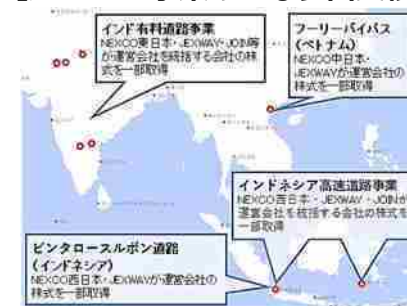 インド有料道路事業
NEXCO東日本・JEXWAY・JOIN等
が運営会社を統括する会社の株
式を一部取得
フーリーバイパス
(ベトナム)
NEXCO中日本・
JEXWAYが運営会社の
株式を一部取得
インドネシア高速道路事業
NEXCO西日本・JEXWAY・JOINが
運営会社を統括する会社の株式を
一部取得
ビンタロースルポン道路
(インドネシア)
NEXCO西日本・JEXWAYが運営会社の
株式を一部取得